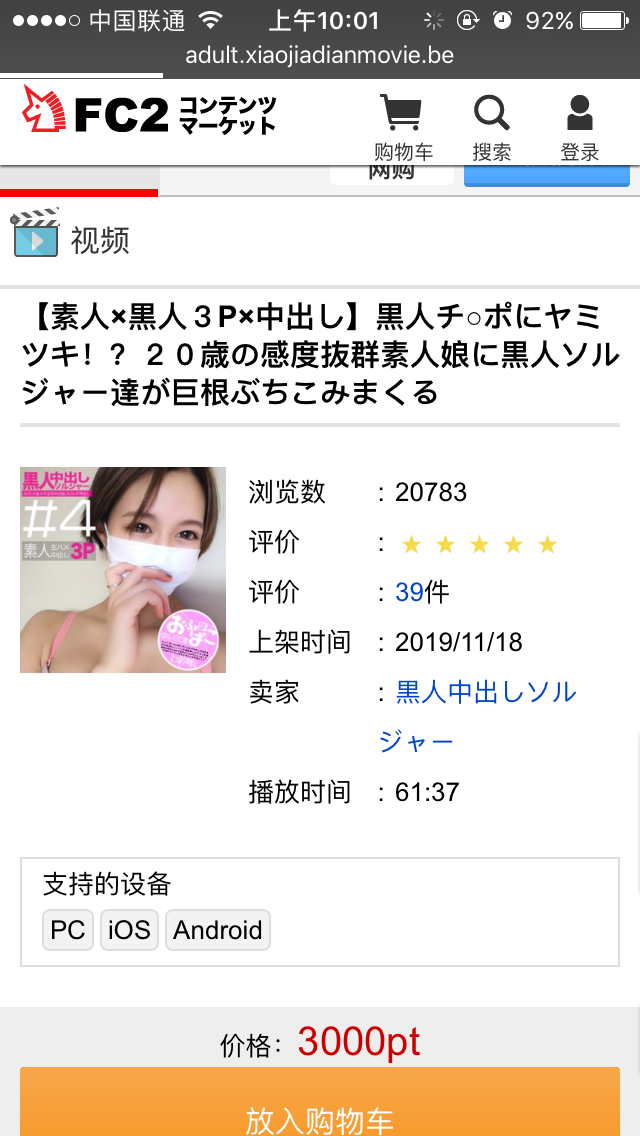 中国联通 上午10:01 92%
adult.xiaojiadianmovie.be
FC2 コンテンツ
マーケット
购物车 搜索 登录
网购
视频
【素人×黒人３P×中出し】黒人チ○ポにヤミ
ツキ！？２０歳の感度抜群素人娘に黒人ソル
ジャー達が巨根ぶちこみまくる
黒人中出し
ソルジャー
#4
素人 生ハメ
中出し 3P
浏览数 : 20783
评价 : ★ ★ ★ ★ ★
评价 : 39件
上架时间 : 2019/11/18
卖家 : 黒人中出しソル
ジャー
播放时间 : 61:37
支持的设备
PC iOS Android
价格: 3000pt
放入购物车